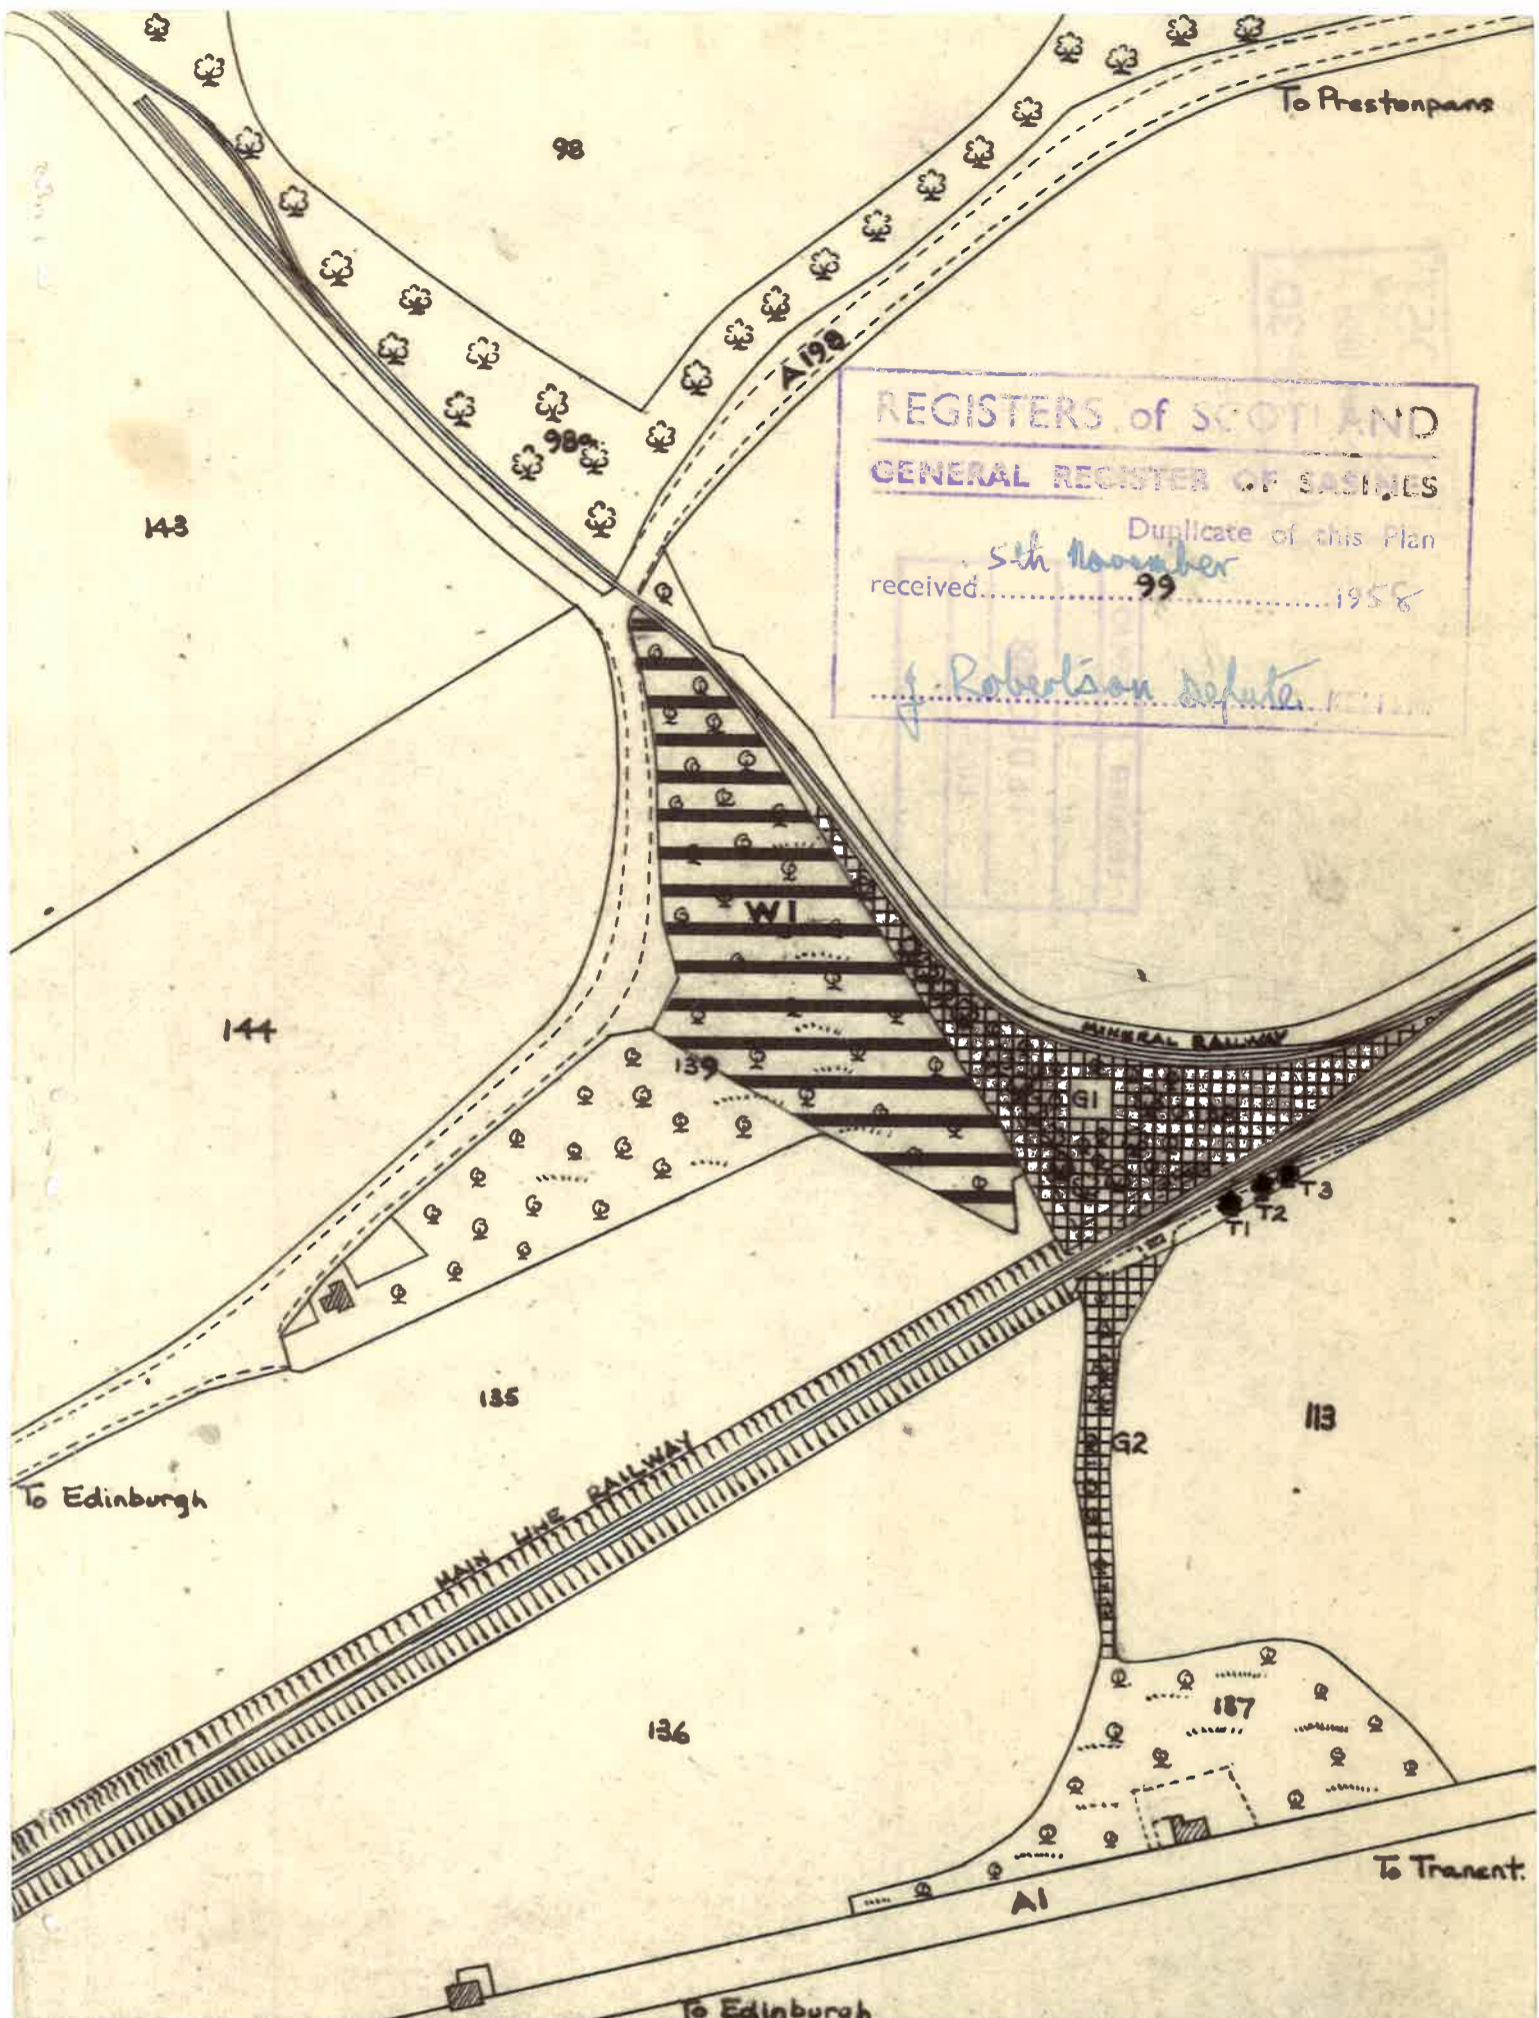 To Prestonpans
98
A198
REGISTERS of SCOTLAND
GENERAL REGISTER OF SASINES
98a
143
Duplicate of this Plan
5th November
received 99 1958
J. Robertson Depute KEEPER
W1
144
MINERAL RAILWAY
139
G1
T3
T2
T1
135
113
G2
To Edinburgh
MAIN LINE RAILWAY
137
136
To Tranent.
A1
To Edinburgh